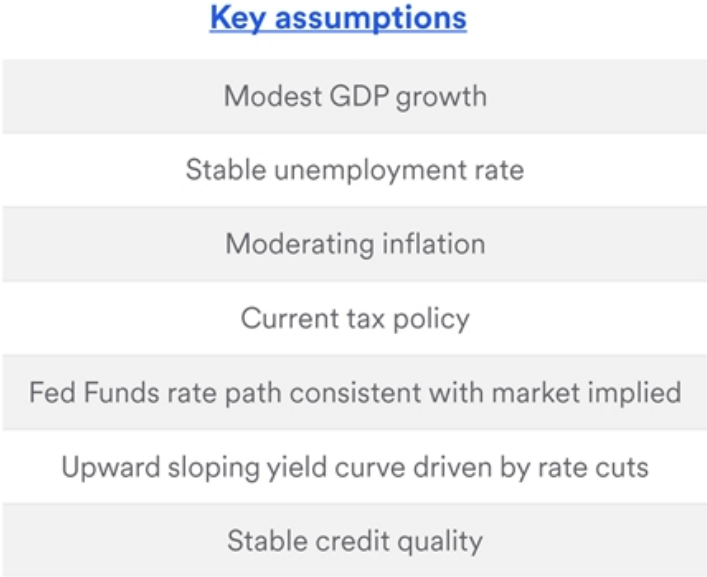 Key assumptions
Modest GDP growth
Stable unemployment rate
Moderating inflation
Current tax policy
Fed Funds rate path consistent with market implied
Upward sloping yield curve driven by rate cuts
Stable credit quality